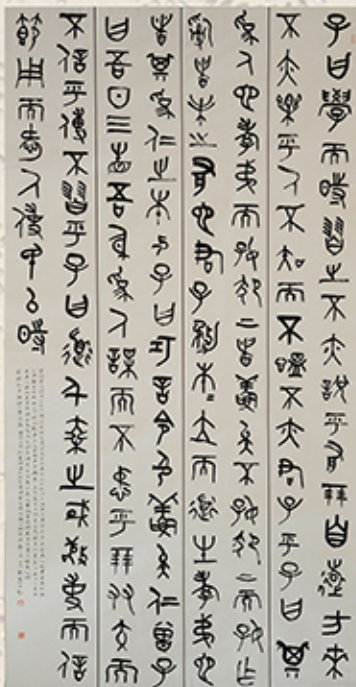 子曰學而時習之不亦說乎有朋自遠方來
不亦樂乎人不知而不慍不亦君子乎子曰其
為人也孝弟而好犯上者鮮矣不好犯上而好作
亂者未之有也君子務本〓立而道生孝弟也
者其為仁之本與子曰巧言令色鮮矣仁曾子
曰吾日三省吾身為人謀而不忠乎朋友交而
不信乎傳不習乎子曰道千乘之國敬事而信
節用而愛人使民以時